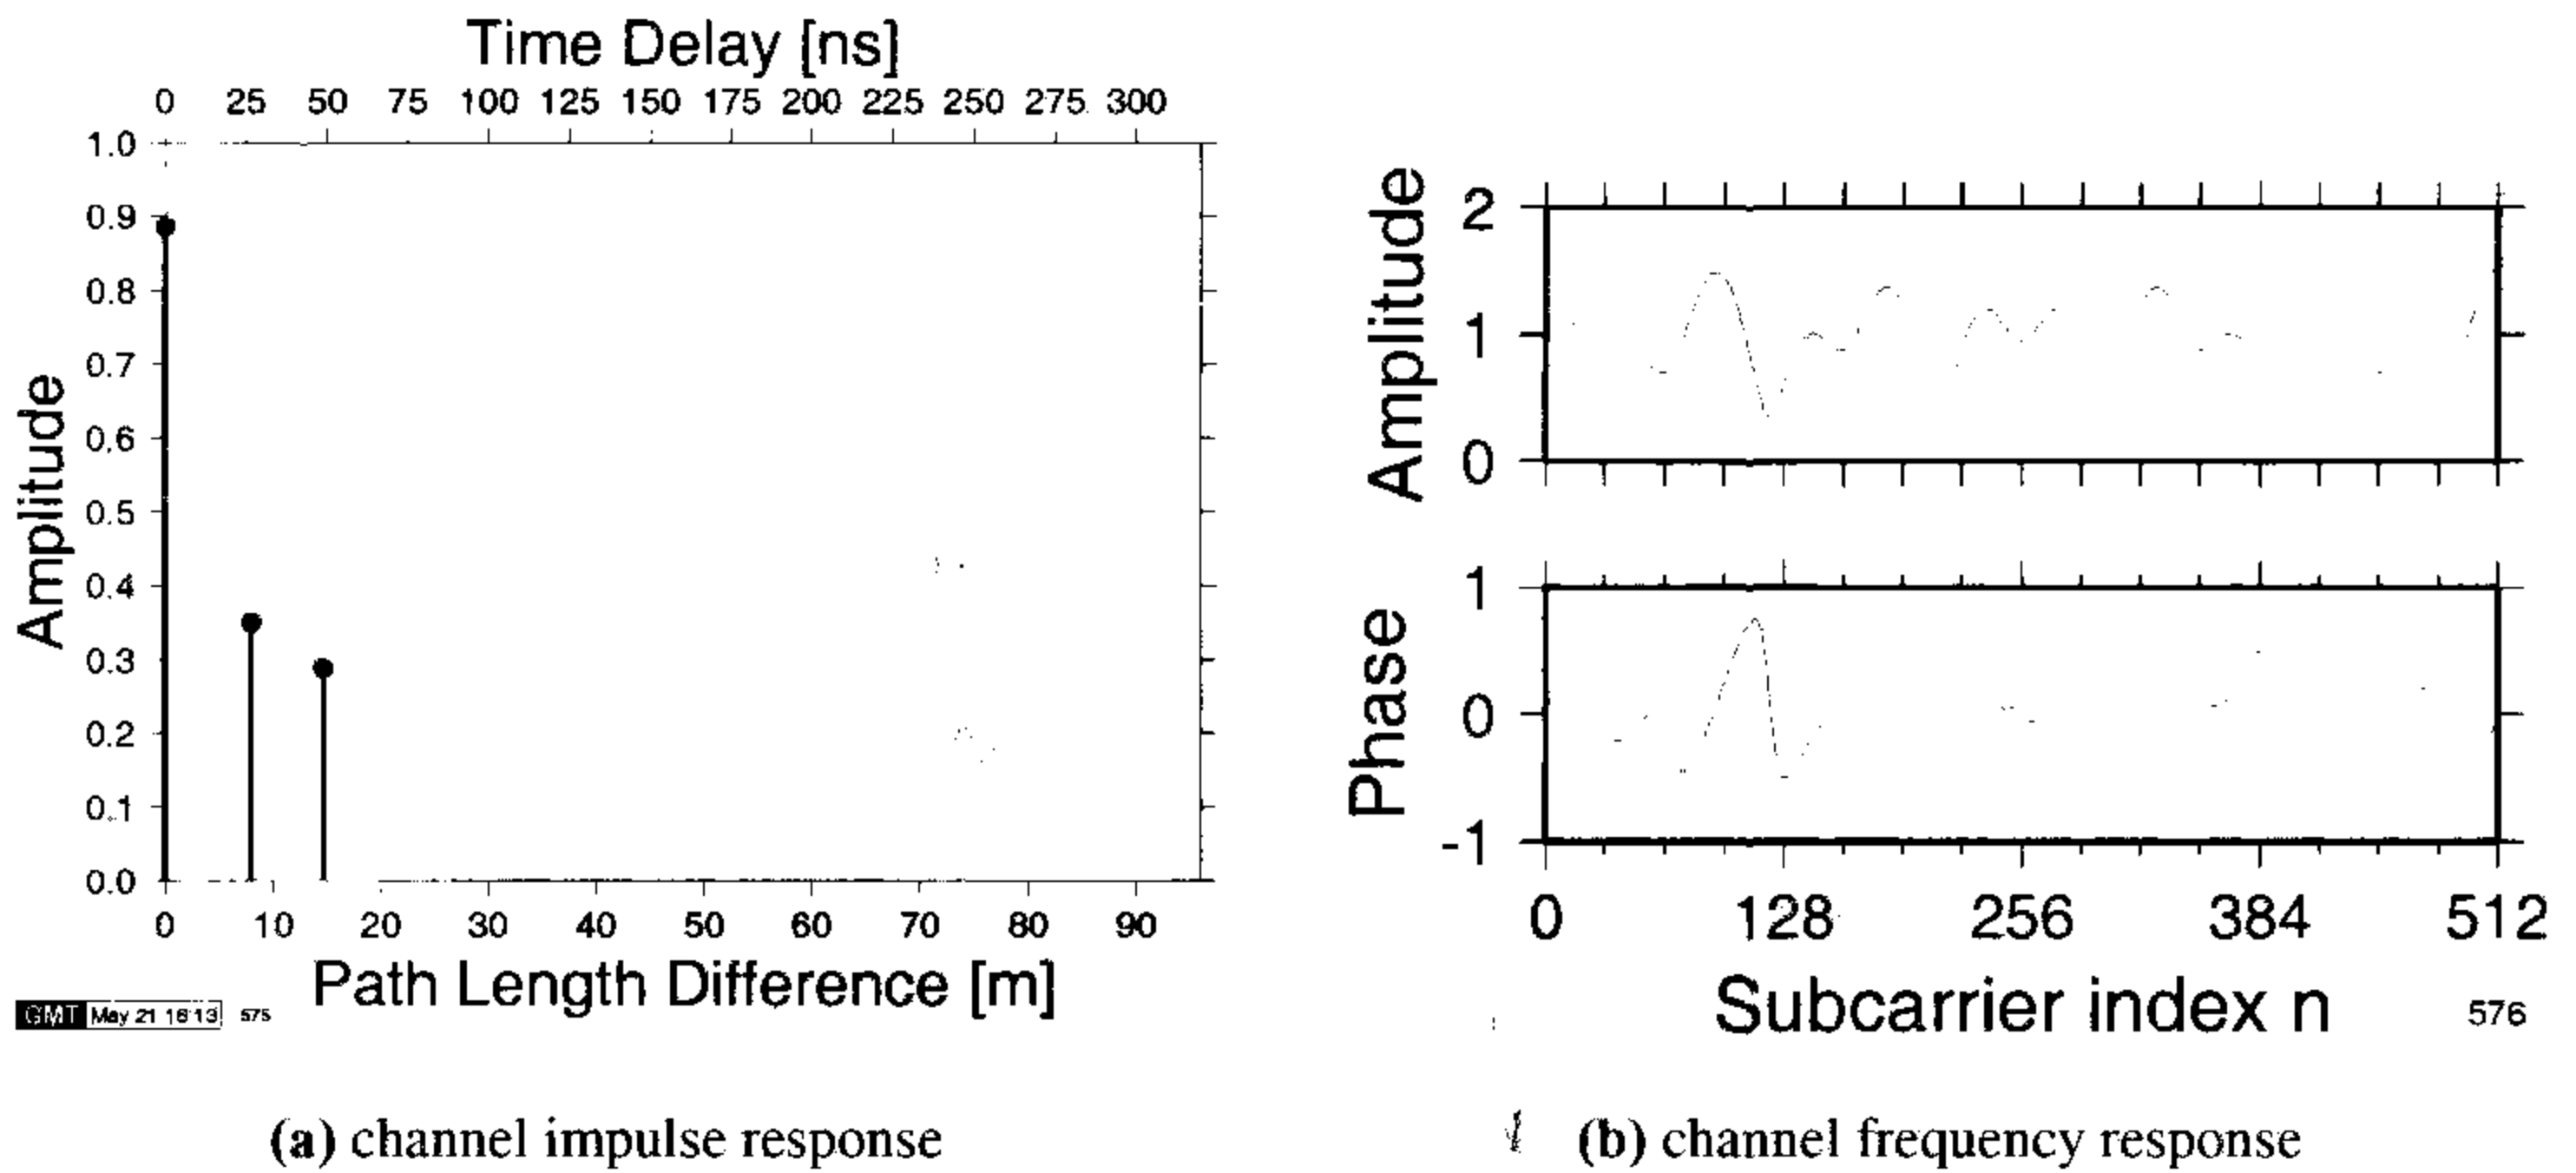 Time Delay [ns]
0 25 50 75 100 125 150 175 200 225 250 275 300
Amplitude
1.0
0.9
0.8
0.7
0.6
0.5
0.4
0.3
0.2
0.1
0.0
0 10 20 30 40 50 60 70 80 90
Path Length Difference [m]
GMT May 21 16:13 575
(a) channel impulse response
Amplitude
2
1
0
Phase
1
0
-1
0 128 256 384 512
Subcarrier index n
576
(b) channel frequency response